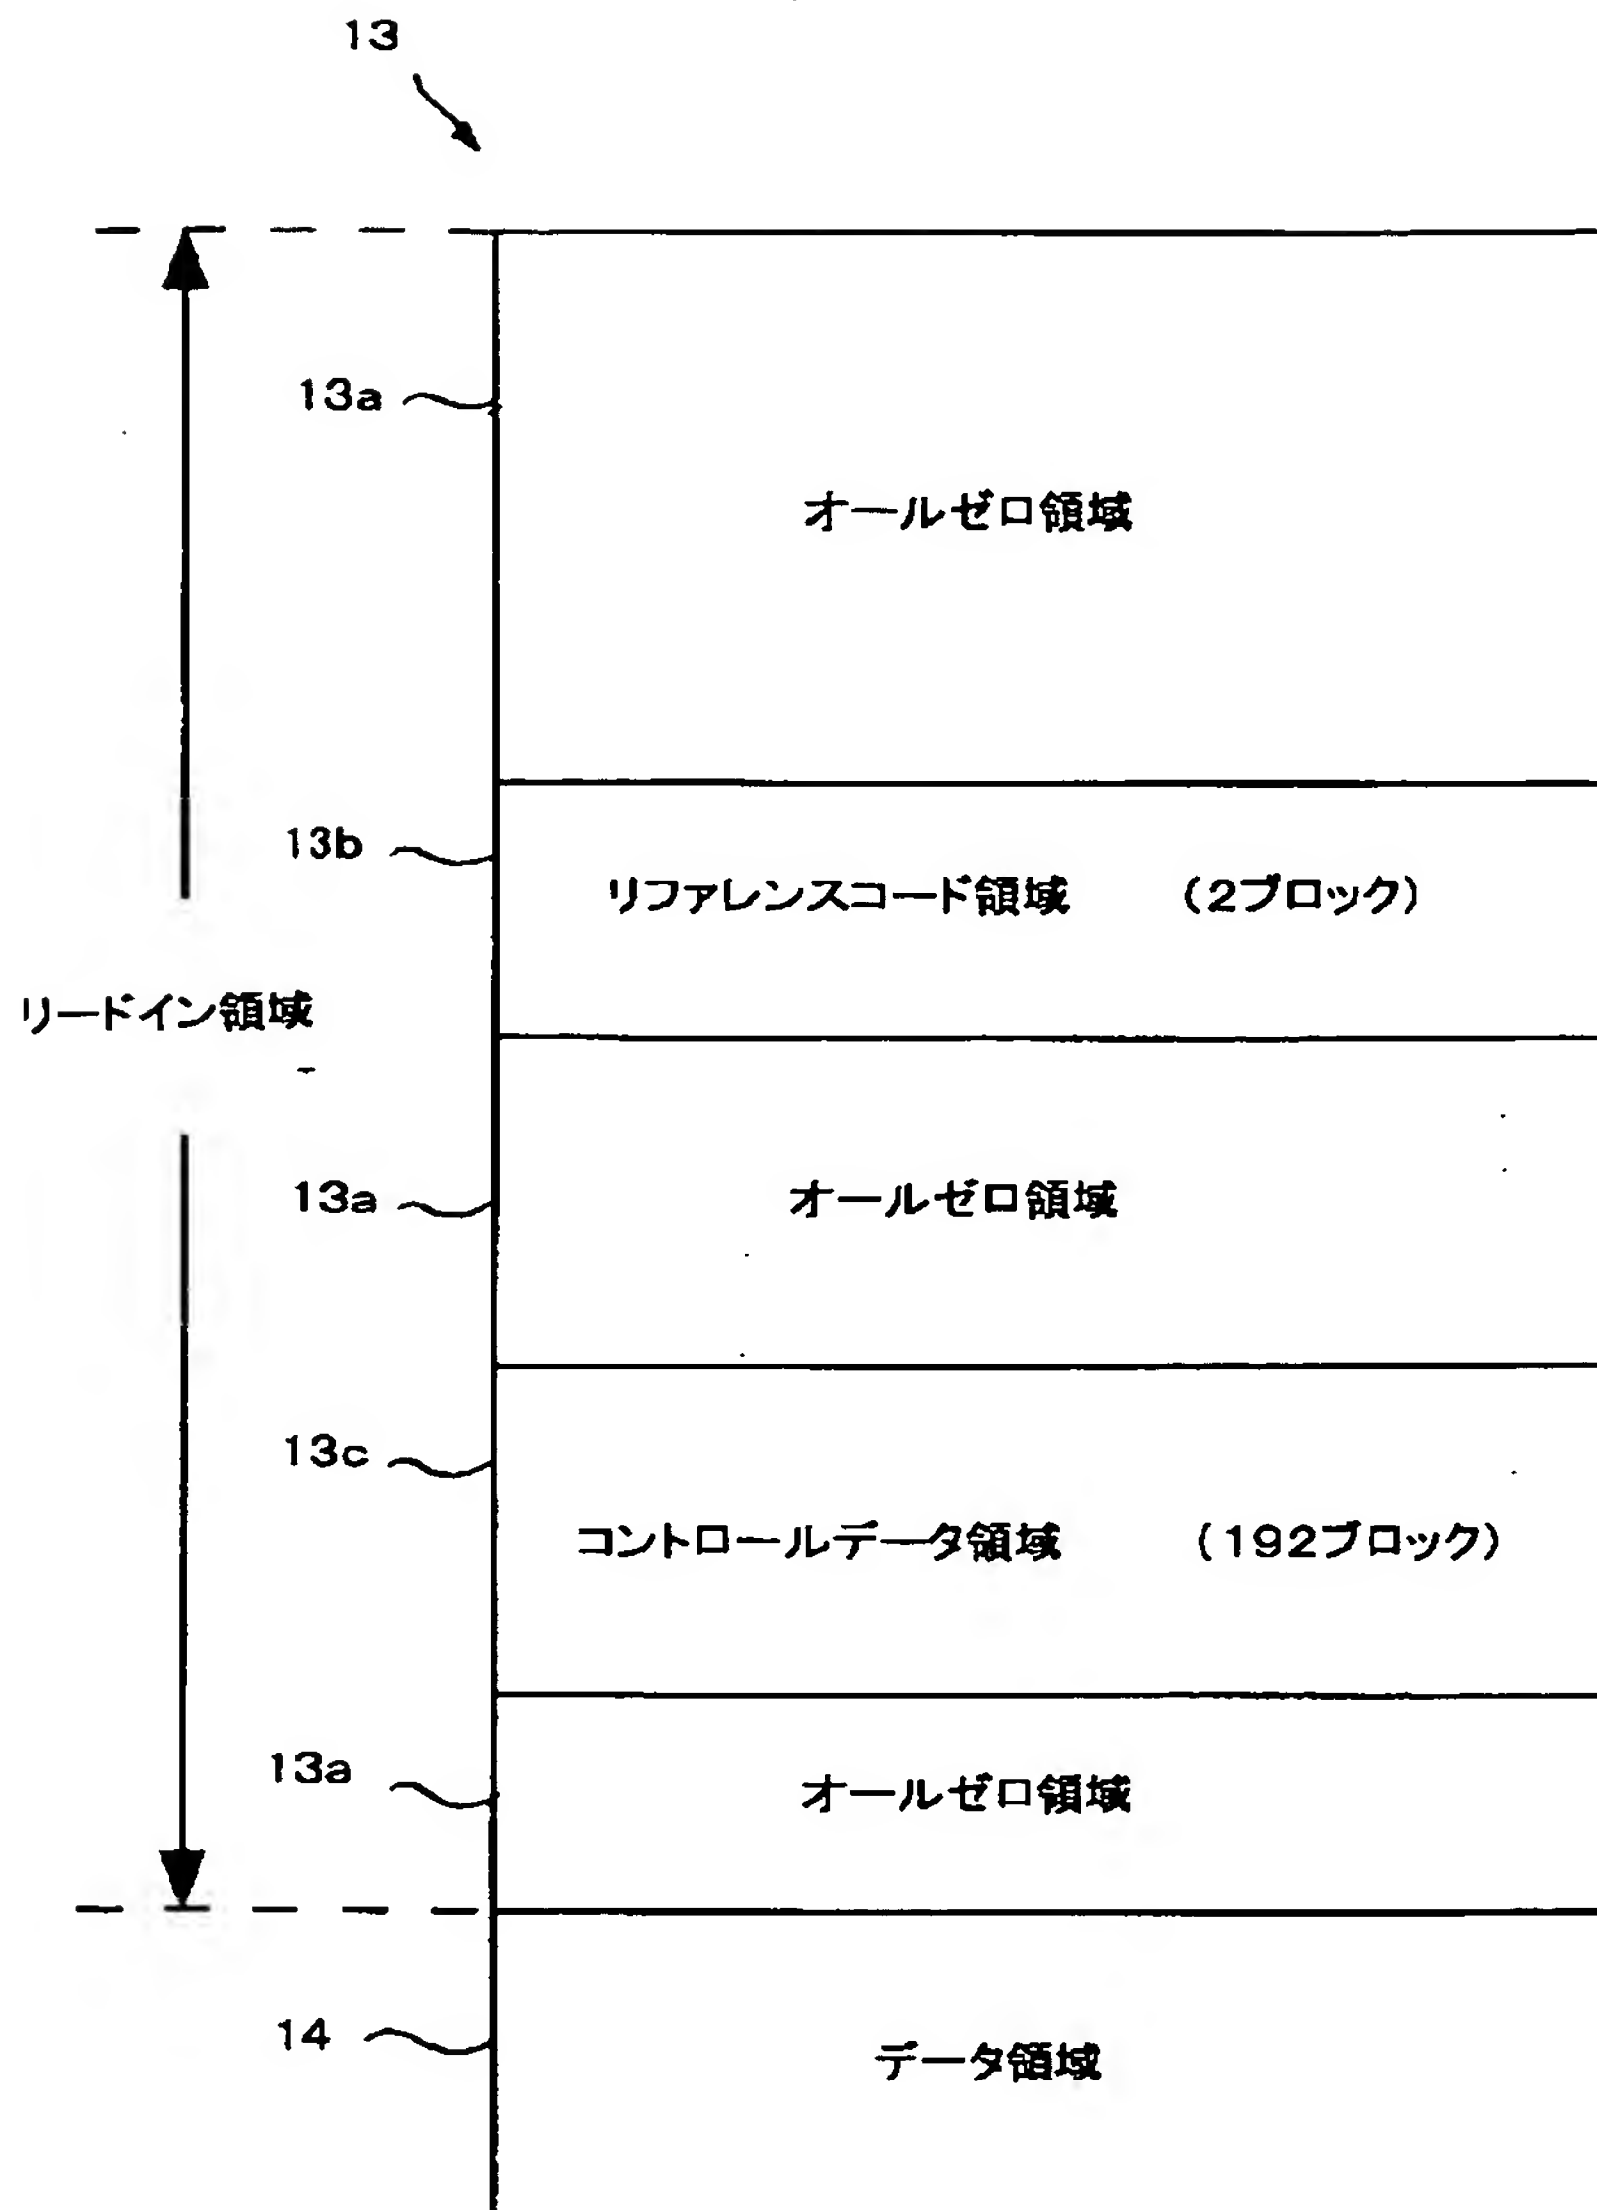 13
13a
オールゼロ領域
13b
リファレンスコード領域 (2ブロック)
リードイン領域
13a
オールゼロ領域
13c
コントロールデータ領域 (192ブロック)
13a
オールゼロ領域
14
データ領域